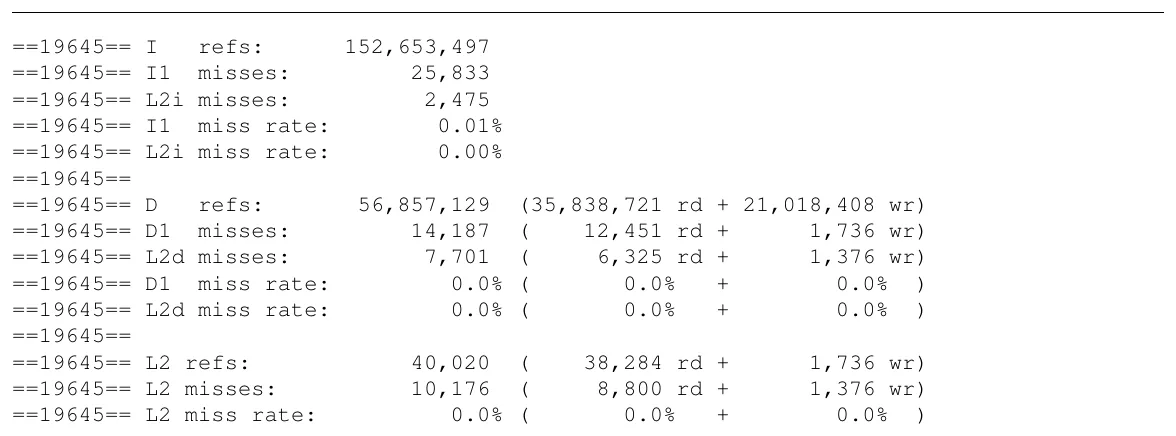 ==19645== I   refs:      152,653,497
==19645== I1  misses:         25,833
==19645== L2i misses:          2,475
==19645== I1  miss rate:        0.01%
==19645== L2i miss rate:        0.00%
==19645==
==19645== D   refs:       56,857,129  (35,838,721 rd + 21,018,408 wr)
==19645== D1  misses:         14,187  (    12,451 rd +      1,736 wr)
==19645== L2d misses:          7,701  (     6,325 rd +      1,376 wr)
==19645== D1  miss rate:         0.0% (       0.0%   +        0.0%  )
==19645== L2d miss rate:         0.0% (       0.0%   +        0.0%  )
==19645==
==19645== L2 refs:            40,020  (    38,284 rd +      1,736 wr)
==19645== L2 misses:          10,176  (     8,800 rd +      1,376 wr)
==19645== L2 miss rate:          0.0% (       0.0%   +        0.0%  )